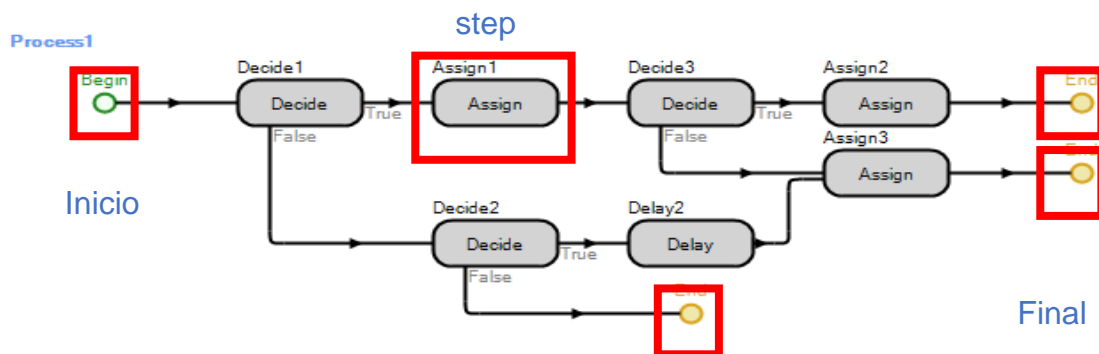 step
Process1
Begin
Decide1
Assign1
Decide3
Assign2
End
Decide
True
Assign
Decide
True
Assign
False
False
Assign3
End
Assign
Inicio
Decide2
Delay2
Decide
True
Delay
False
End
Final